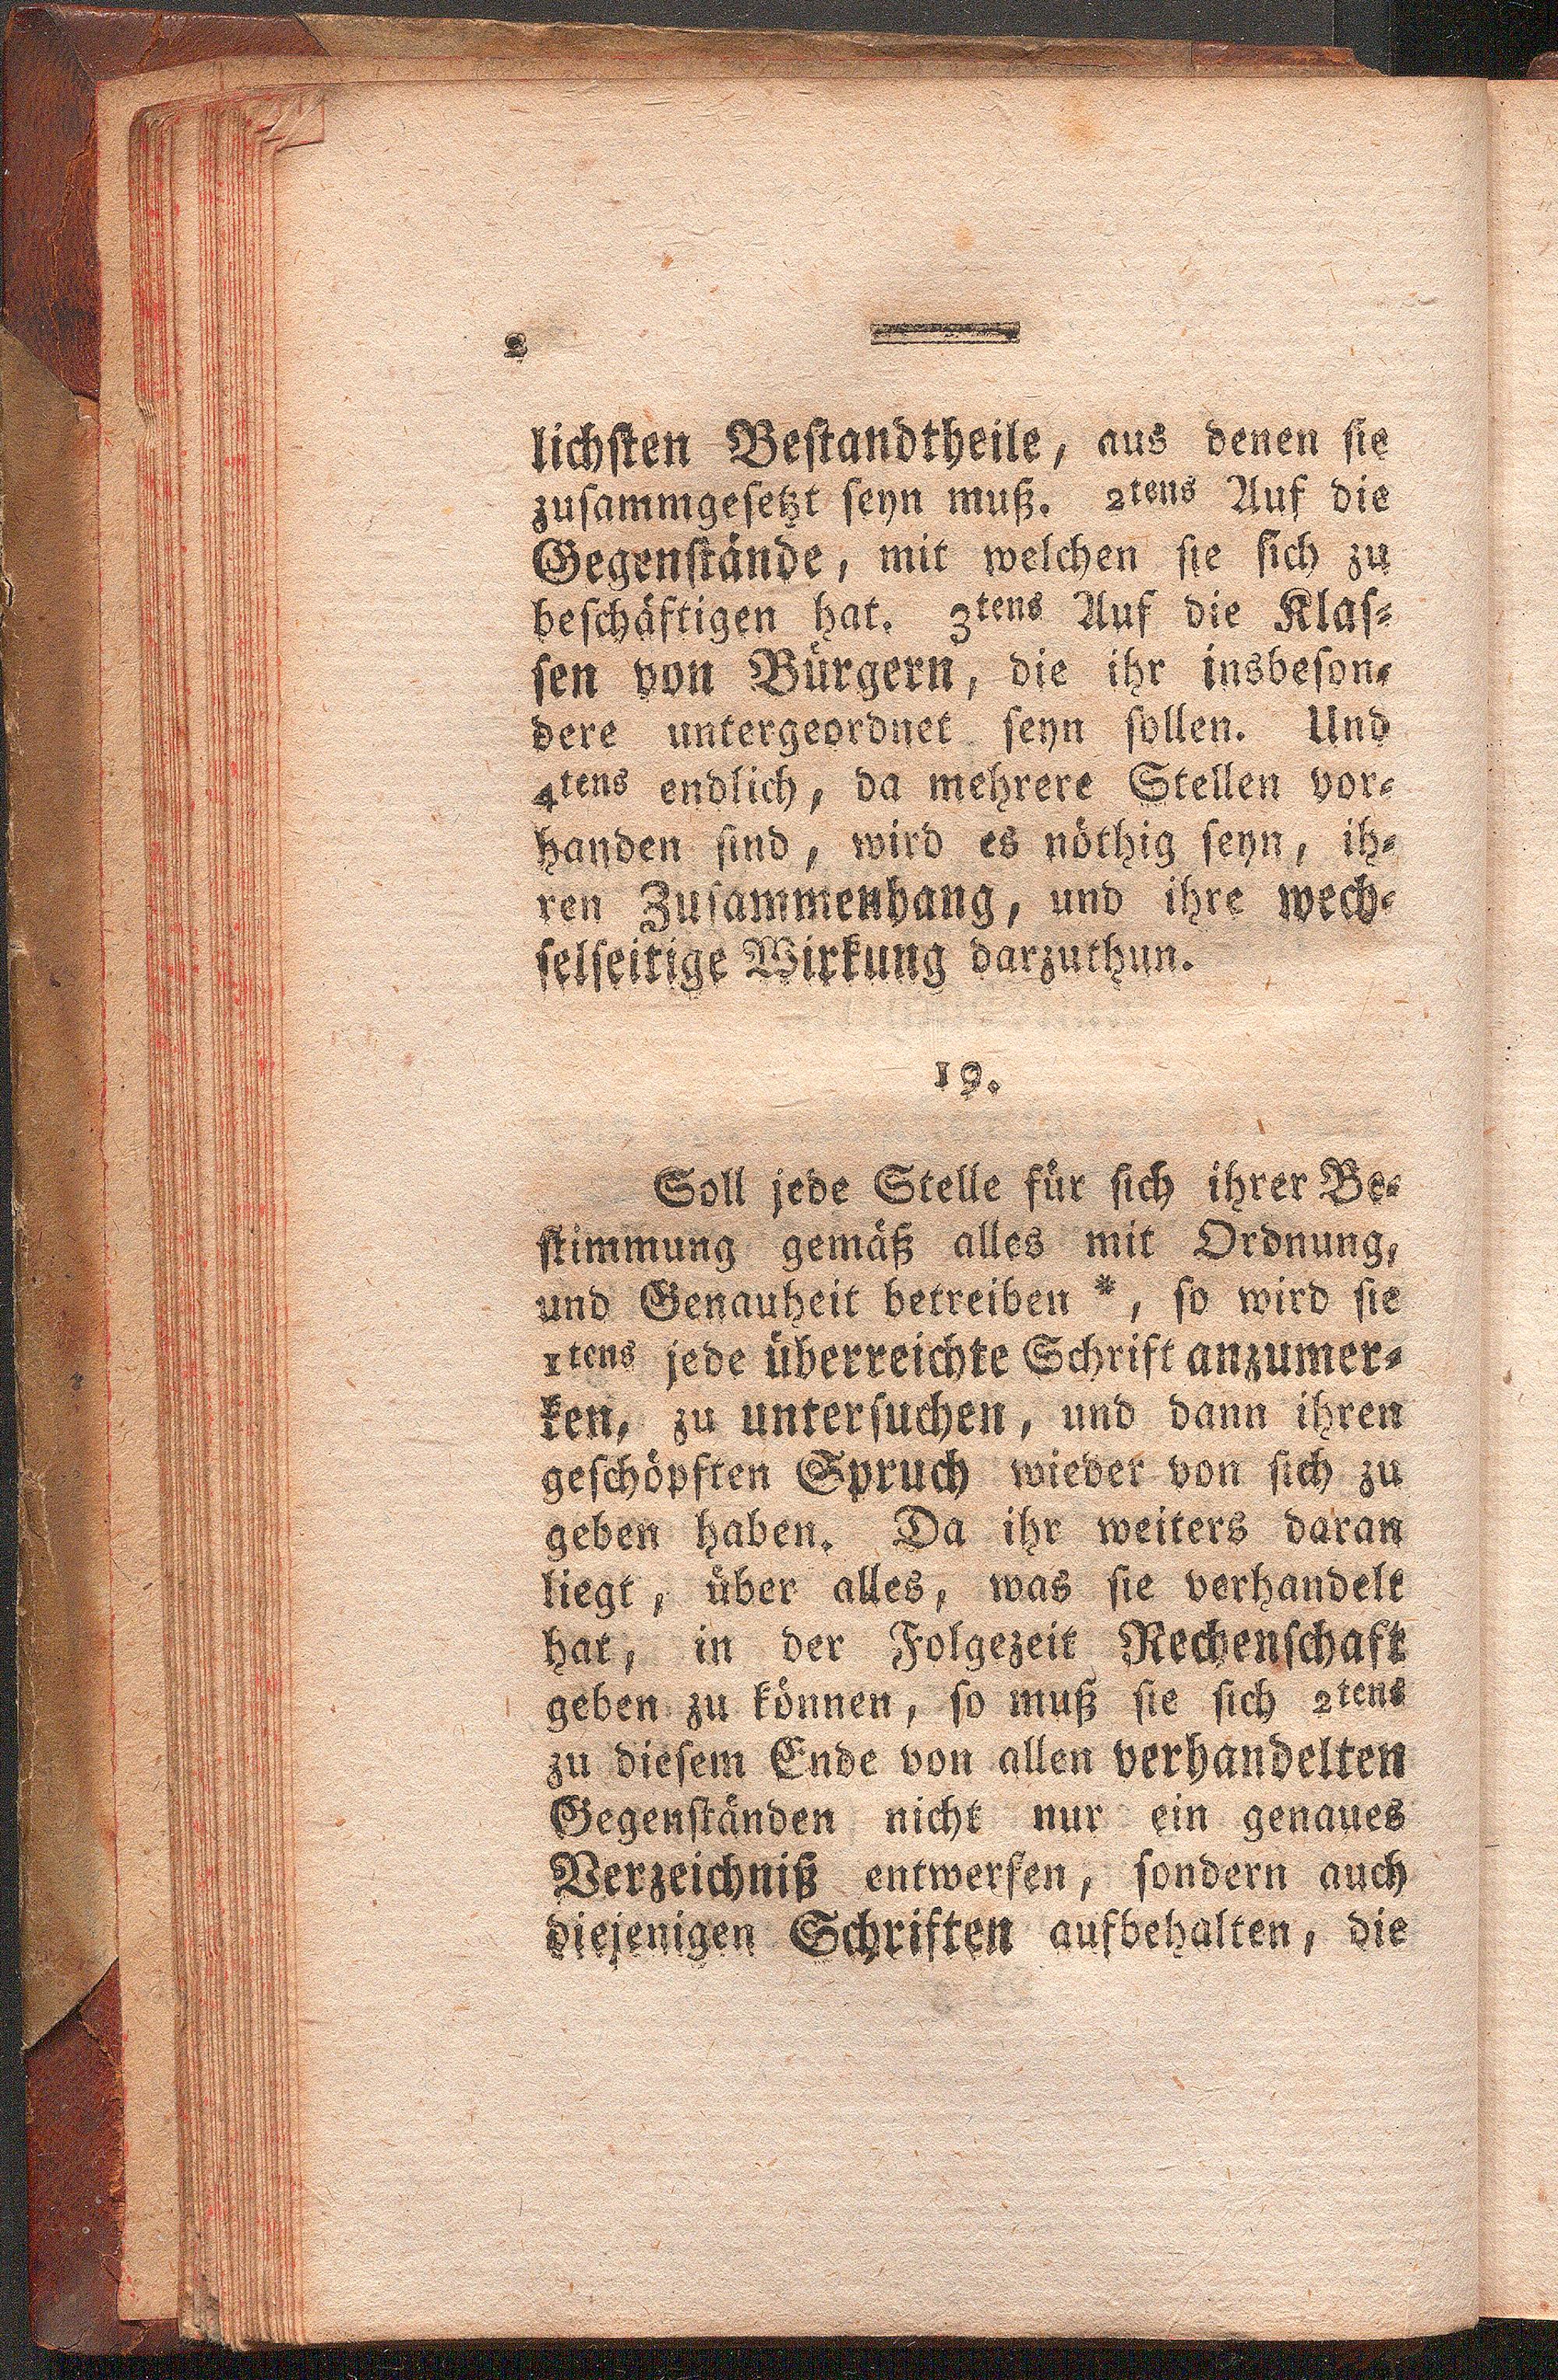 2
lichsten Bestandtheile, aus denen sie
zusammgesetzt seyn muß. 2tens Auf die
Gegenstände, mit welchen sie sich zu
beschäftigen hat. 3tens Auf die Klas-
sen von Bürgern, die ihr insbeson-
dere untergeordnet seyn sollen. Und
4tens endlich, da mehrere Stellen vor-
handen sind, wird es nöthig seyn, ih-
ren Zusammenhang, und ihre wech-
selseitige Wirkung darzuthun.
19.
Soll jede Stelle für sich ihrer Be-
stimmung gemäß alles mit Ordnung,
und Genauheit betreiben *, so wird sie
1tens jede überreichte Schrift anzumer-
ken, zu untersuchen, und dann ihren
geschöpften Spruch wieder von sich zu
geben haben. Da ihr weiters daran
liegt, über alles, was sie verhandelt
hat, in der Folgezeit Rechenschaft
geben zu können, so muß sie sich 2tens
zu diesem Ende von allen verhandelten
Gegenständen nicht nur ein genaues
Verzeichniß entwerfen, sondern auch
diejenigen Schriften aufbehalten, die